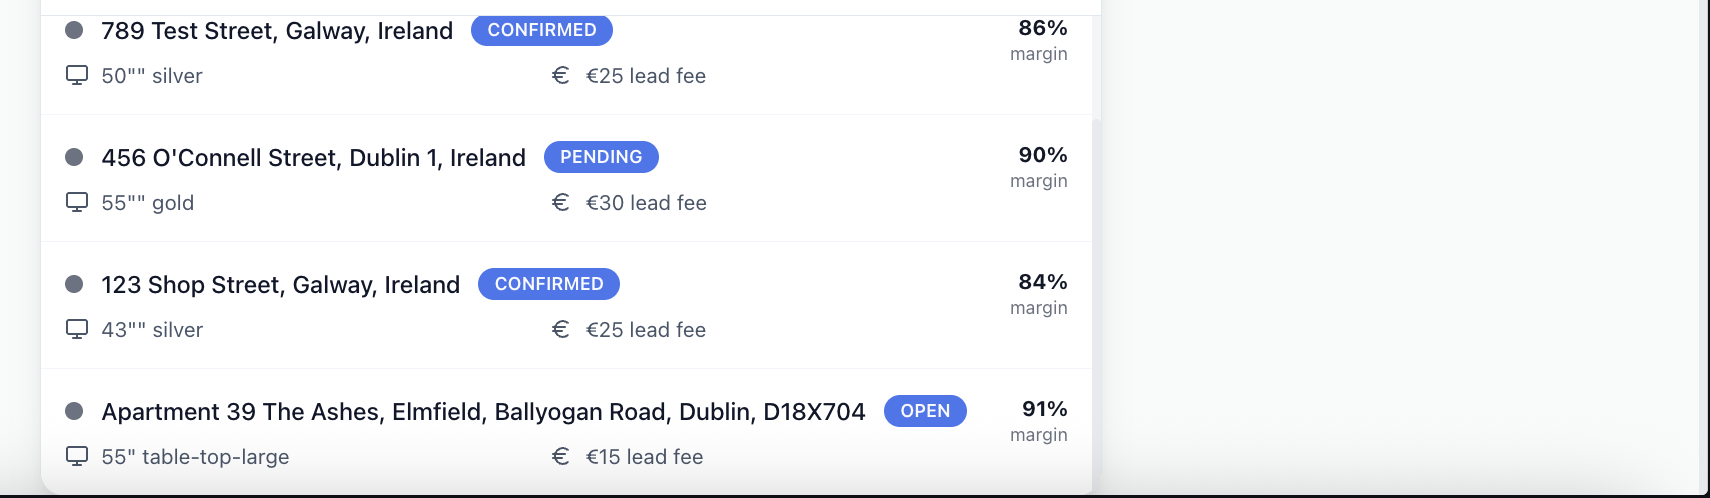 789 Test Street, Galway, Ireland CONFIRMED 86%
margin
50"" silver € €25 lead fee
456 O'Connell Street, Dublin 1, Ireland PENDING 90%
margin
55"" gold € €30 lead fee
123 Shop Street, Galway, Ireland CONFIRMED 84%
margin
43"" silver € €25 lead fee
Apartment 39 The Ashes, Elmfield, Ballyogan Road, Dublin, D18X704 OPEN 91%
margin
55" table-top-large € €15 lead fee